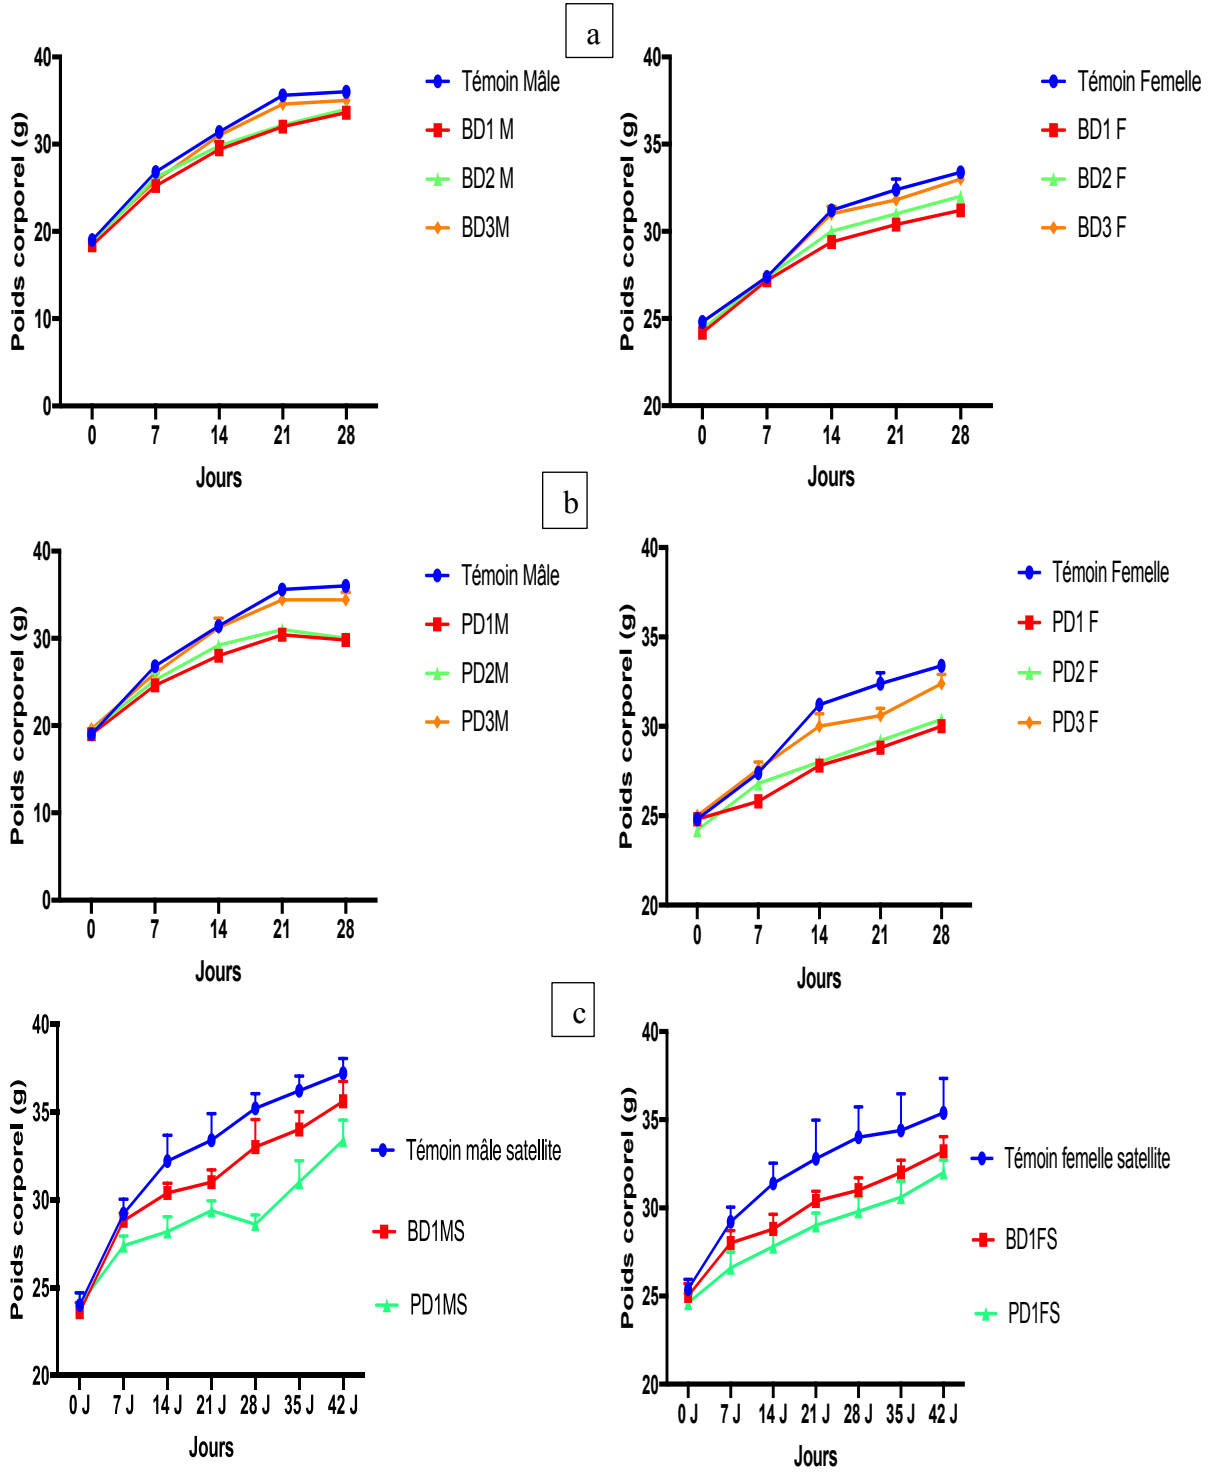 a
Poids corporel (g)
40
30
20
10
0
0 7 14 21 28
Jours
Témoin Mâle
BD1 M
BD2 M
BD3M
Poids corporel (g)
40
35
30
25
20
0 7 14 21 28
Jours
Témoin Femelle
BD1 F
BD2 F
BD3 F
b
Poids corporel (g)
40
30
20
10
0
0 7 14 21 28
Jours
Témoin Mâle
PD1M
PD2M
PD3M
Poids corporel (g)
40
35
30
25
20
0 7 14 21 28
Jours
Témoin Femelle
PD1 F
PD2 F
PD3 F
c
Poids corporel (g)
40
35
30
25
20
0 J 7 J 14 J 21 J 28 J 35 J 42 J
Jours
Témoin mâle satellite
BD1MS
PD1MS
Poids corporel (g)
40
35
30
25
20
0 J 7 J 14 J 21 J 28 J 35 J 42 J
Jours
Témoin femelle satellite
BD1FS
PD1FS